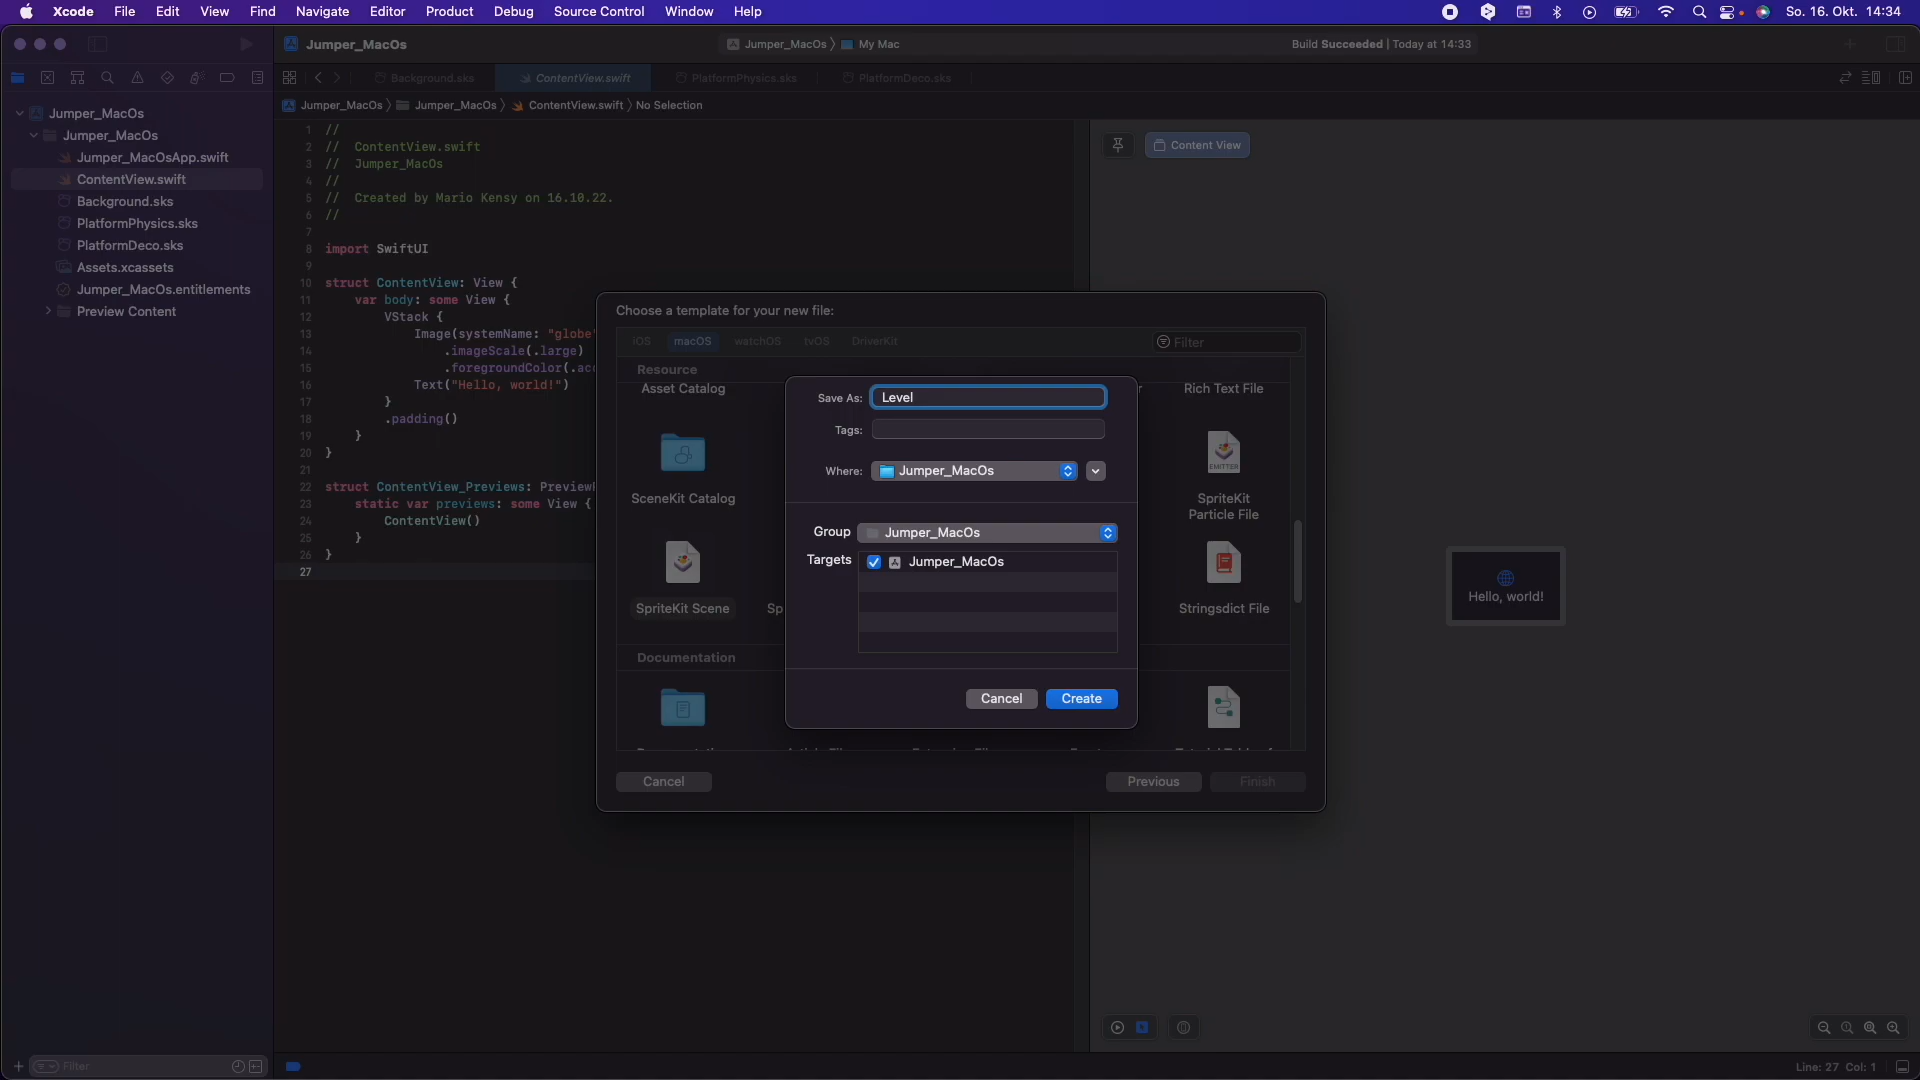 Xcode File Edit View Find Navigate Editor Product Debug Source Control Window Help So. 16. Okt. 14:34
Jumper_MacOs Jumper_MacOs 〉 My Mac Build Succeeded | Today at 14:33
Background.sks ContentView.swift PlatformPhysics.sks PlatformDeco.sks
Jumper_MacOs 〉 Jumper_MacOs 〉 ContentView.swift 〉 No Selection
Jumper_MacOs
Jumper_MacOs
Jumper_MacOsApp.swift
ContentView.swift
Background.sks
PlatformPhysics.sks
PlatformDeco.sks
Assets.xcassets
Jumper_MacOs.entitlements
Preview Content
Filter
1 //
2 // ContentView.swift
3 // Jumper_MacOs
4 //
5 // Created by Mario Kensy on 16.10.22.
6 //
7
8 import SwiftUI
9
10 struct ContentView: View {
11 var body: some View {
12 VStack {
13 Image(systemName: "globe"
14 .imageScale(.large)
15 .foregroundColor(.acc
16 Text("Hello, world!")
17 }
18 .padding()
19 }
20 }
21
22 struct ContentView_Previews: Preview
23 static var previews: some View {
24 ContentView()
25 }
26 }
27
Choose a template for your new file:
iOS macOS watchOS tvOS DriverKit
Filter
Resource
Asset Catalog
Rich Text File
SceneKit Catalog
EMITTER
SpriteKit
Particle File
SpriteKit Scene
Sp
Stringsdict File
Documentation
Cancel
Previous
Finish
Save As: Level
Tags:
Where: Jumper_MacOs
Group Jumper_MacOs
Targets Jumper_MacOs
Cancel
Create
Content View
Hello, world!
Line: 27 Col: 1